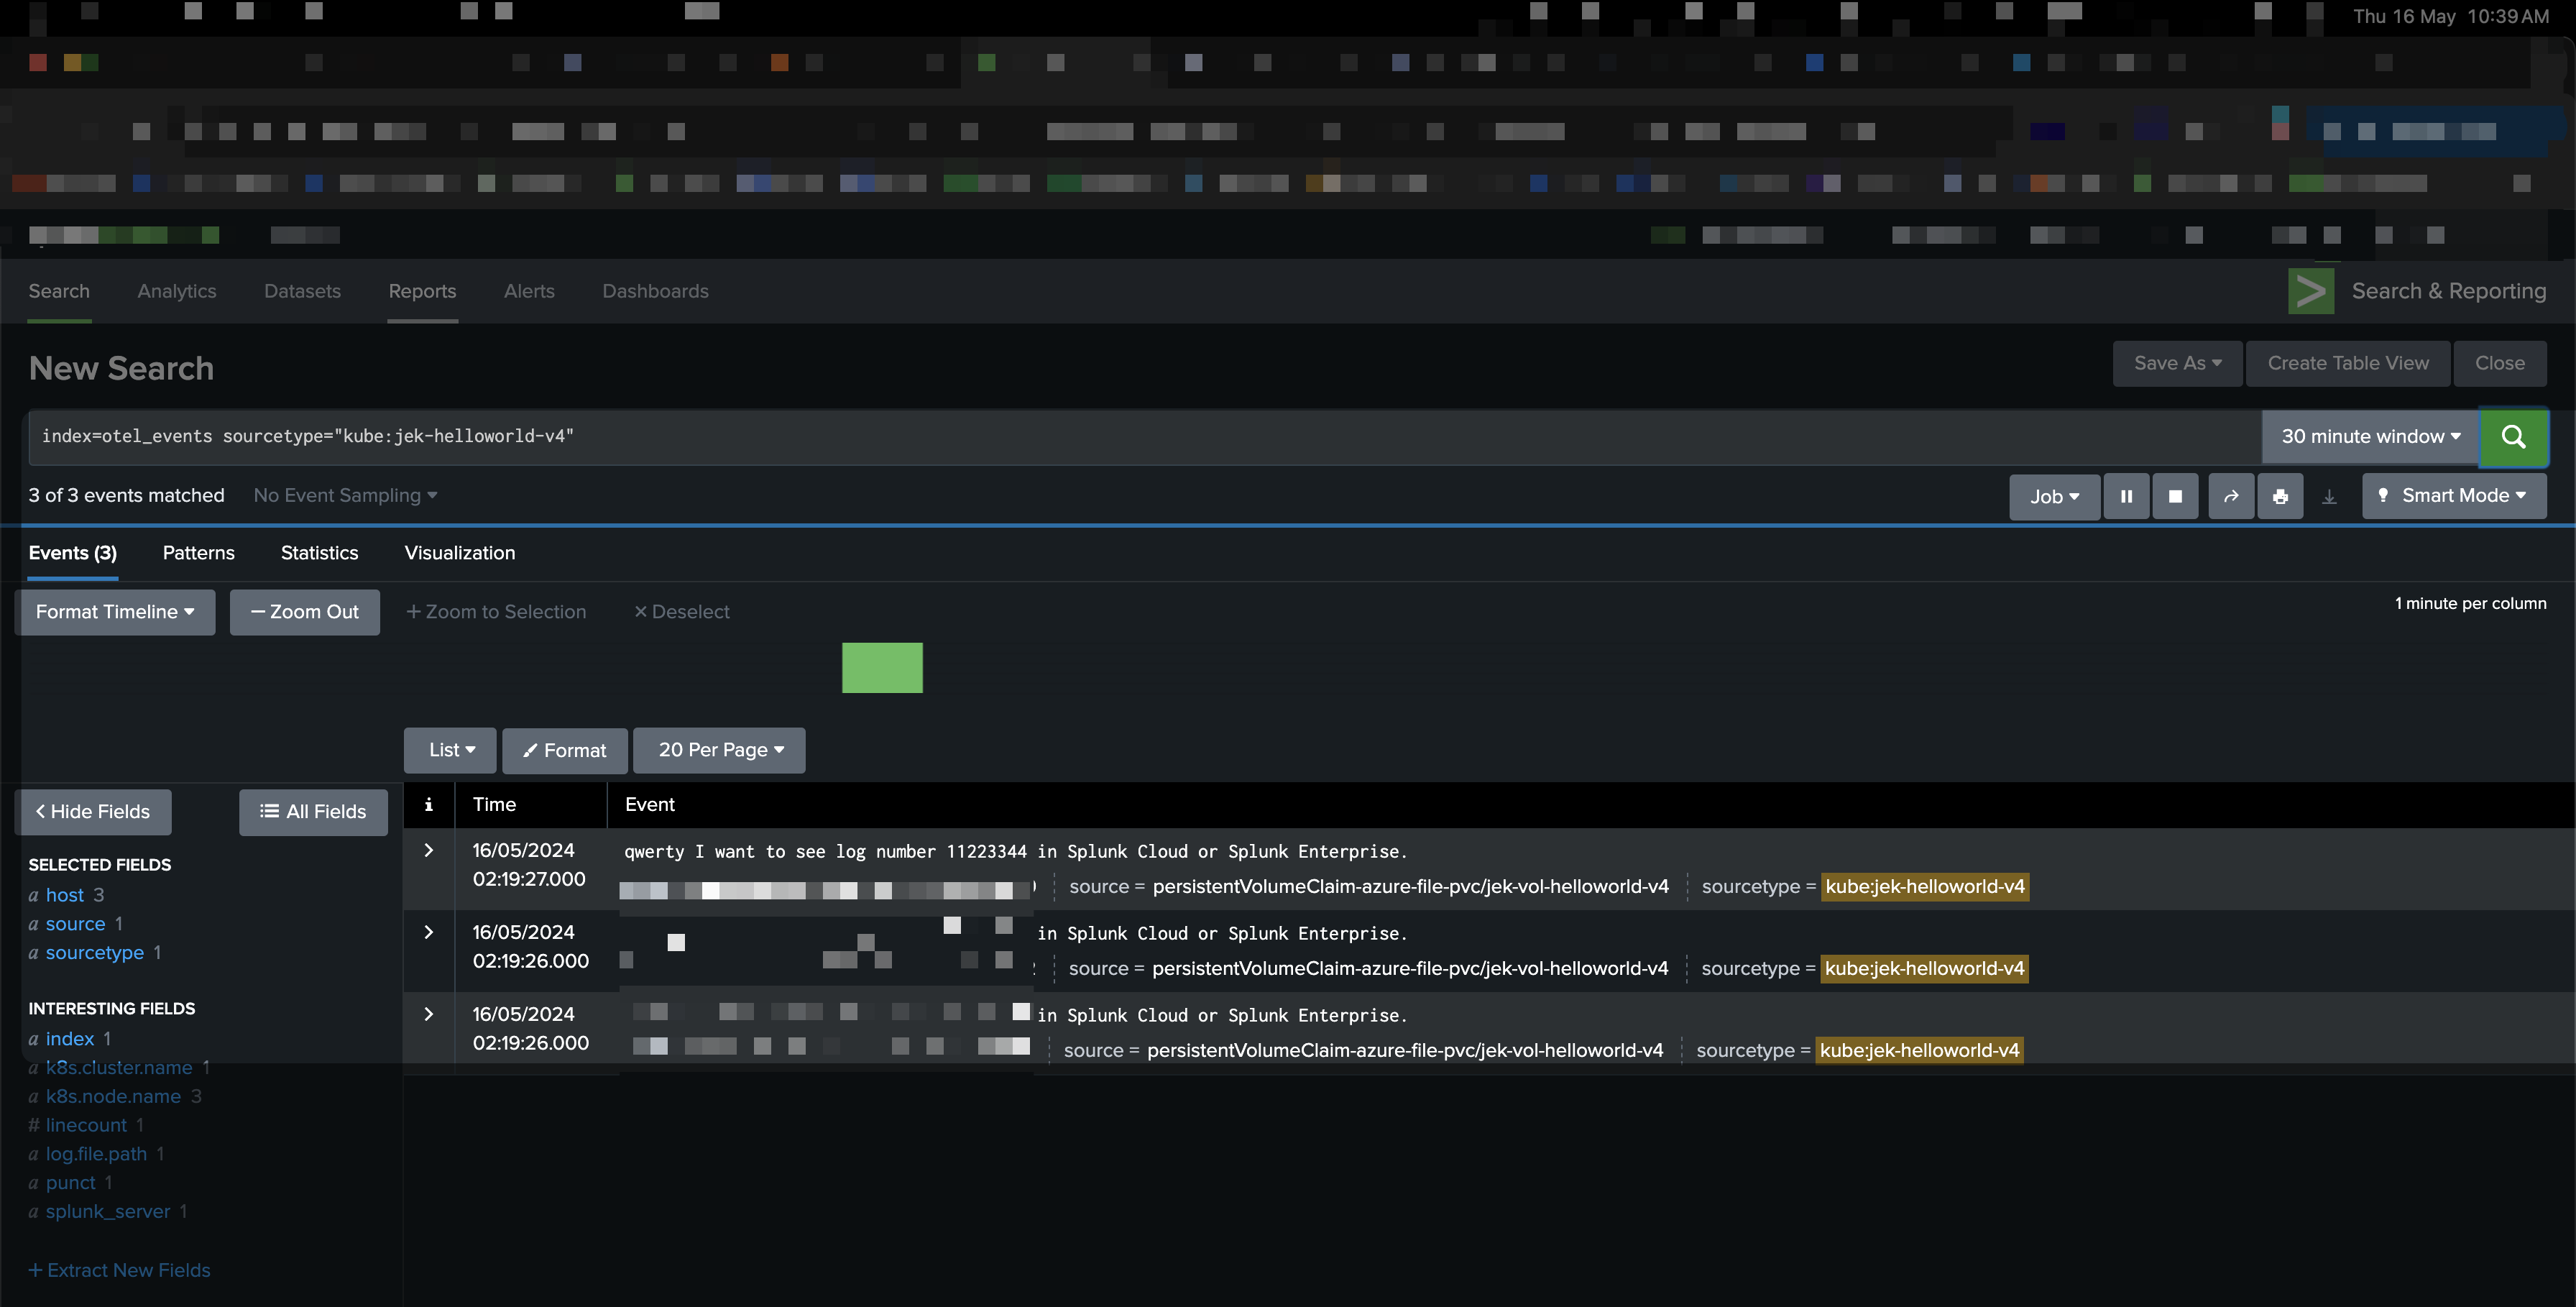 Thu 16 May 10:39 AM
Search Analytics Datasets Reports Alerts Dashboards
Search & Reporting
New Search
Save As Create Table View Close
index=otel_events sourcetype="kube:jek-helloworld-v4"
30 minute window
3 of 3 events matched No Event Sampling
Job Smart Mode
Events (3) Patterns Statistics Visualization
Format Timeline — Zoom Out + Zoom to Selection × Deselect
1 minute per column
List Format 20 Per Page
< Hide Fields All Fields
i Time Event
SELECTED FIELDS
a host 3
a source 1
a sourcetype 1
INTERESTING FIELDS
a index 1
a k8s.cluster.name 1
a k8s.node.name 3
# linecount 1
a log.file.path 1
a punct 1
a splunk_server 1
+ Extract New Fields
> 16/05/2024 qwerty I want to see log number 11223344 in Splunk Cloud or Splunk Enterprise.
02:19:27.000 source = persistentVolumeClaim-azure-file-pvc/jek-vol-helloworld-v4 sourcetype = kube:jek-helloworld-v4
> 16/05/2024 in Splunk Cloud or Splunk Enterprise.
02:19:26.000 source = persistentVolumeClaim-azure-file-pvc/jek-vol-helloworld-v4 sourcetype = kube:jek-helloworld-v4
> 16/05/2024 in Splunk Cloud or Splunk Enterprise.
02:19:26.000 source = persistentVolumeClaim-azure-file-pvc/jek-vol-helloworld-v4 sourcetype = kube:jek-helloworld-v4